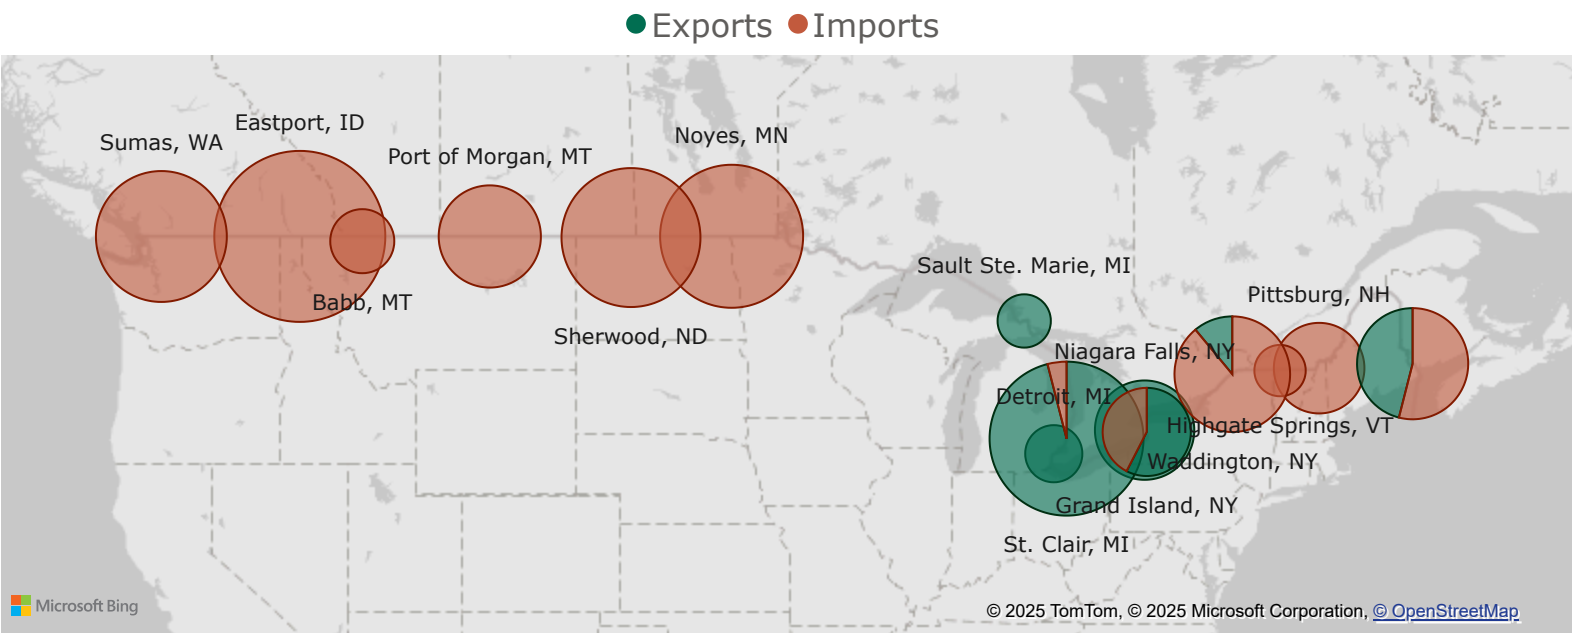 Exports Imports
Eastport, ID
Sumas, WA
Noyes, MN
Port of Morgan, MT
Sault Ste. Marie, MI
Pittsburg, NH
Babb, MT
Sherwood, ND
Niagara Falls, NY
Detroit, MI
Highgate Springs, VT
Waddington, NY
Grand Island, NY
St. Clair, MI
Microsoft Bing
© 2025 TomTom, © 2025 Microsoft Corporation, © OpenStreetMap